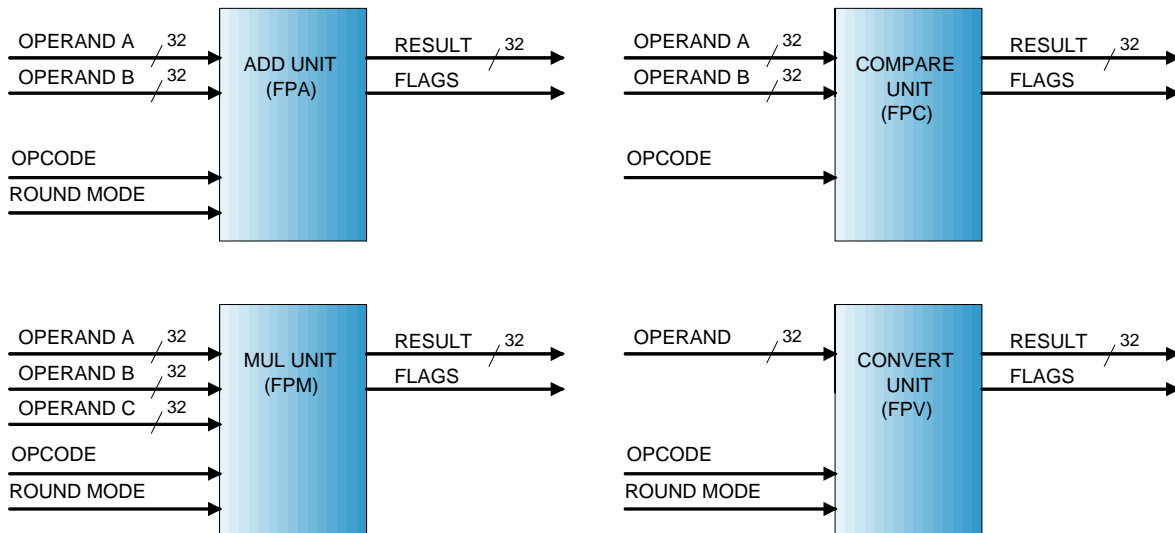 OPERAND A 32
OPERAND B 32
OPCODE
ROUND MODE
ADD UNIT
(FPA)
RESULT 32
FLAGS
OPERAND A 32
OPERAND B 32
OPCODE
COMPARE
UNIT
(FPC)
RESULT 32
FLAGS
OPERAND A 32
OPERAND B 32
OPERAND C 32
OPCODE
ROUND MODE
MUL UNIT
(FPM)
RESULT 32
FLAGS
OPERAND 32
OPCODE
ROUND MODE
CONVERT
UNIT
(FPV)
RESULT 32
FLAGS